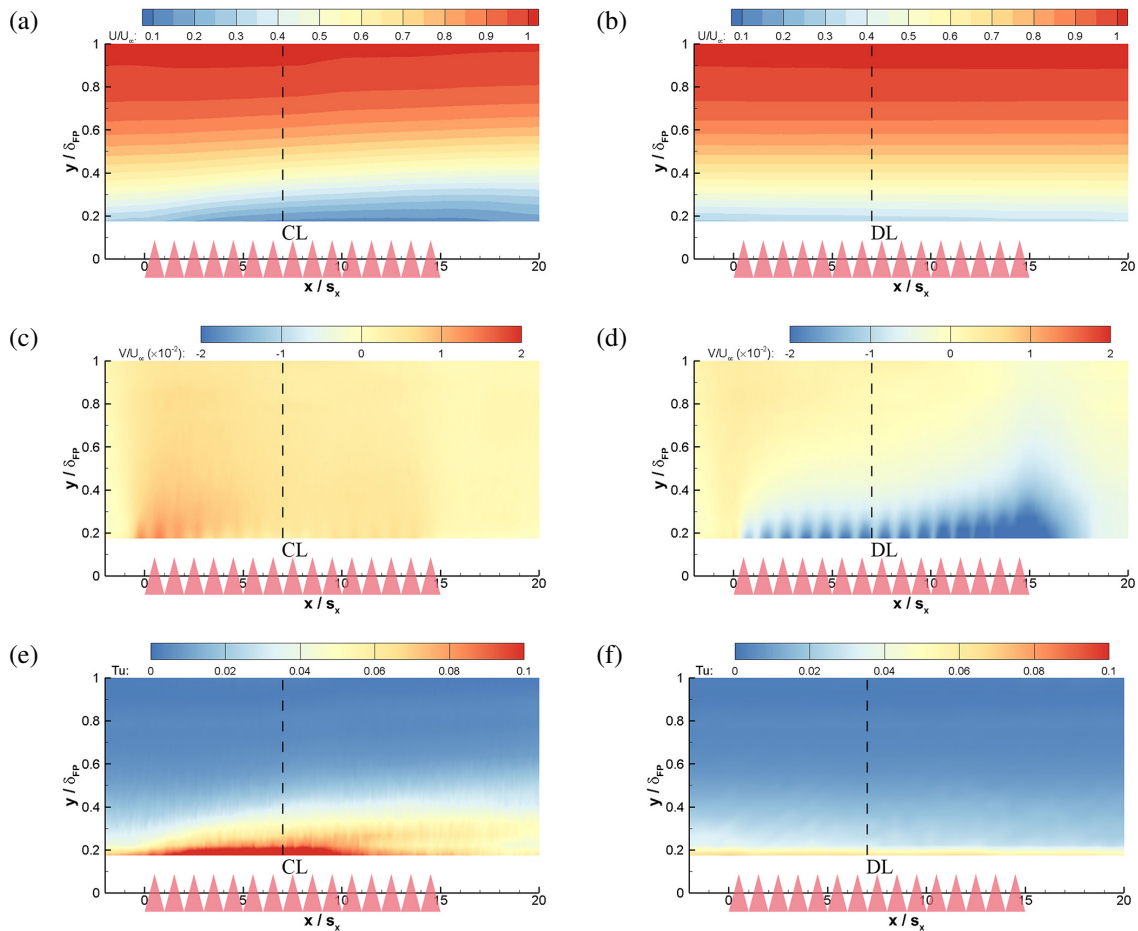 (a)
U/U∞: 0.1 0.2 0.3 0.4 0.5 0.6 0.7 0.8 0.9 1
y / δFP
1
0.8
0.6
0.4
0.2
0
CL
0 5 10 15 20
x / sx
(b)
U/U∞: 0.1 0.2 0.3 0.4 0.5 0.6 0.7 0.8 0.9 1
y / δFP
1
0.8
0.6
0.4
0.2
0
DL
0 5 10 15 20
x / sx
(c)
V/U∞ (×10-2): -2 -1 0 1 2
y / δFP
1
0.8
0.6
0.4
0.2
0
CL
0 5 10 15 20
x / sx
(d)
V/U∞ (×10-2): -2 -1 0 1 2
y / δFP
1
0.8
0.6
0.4
0.2
0
DL
0 5 10 15 20
x / sx
(e)
Tu: 0 0.02 0.04 0.06 0.08 0.1
y / δFP
1
0.8
0.6
0.4
0.2
0
CL
0 5 10 15 20
x / sx
(f)
Tu: 0 0.02 0.04 0.06 0.08 0.1
y / δFP
1
0.8
0.6
0.4
0.2
0
DL
0 5 10 15 20
x / sx